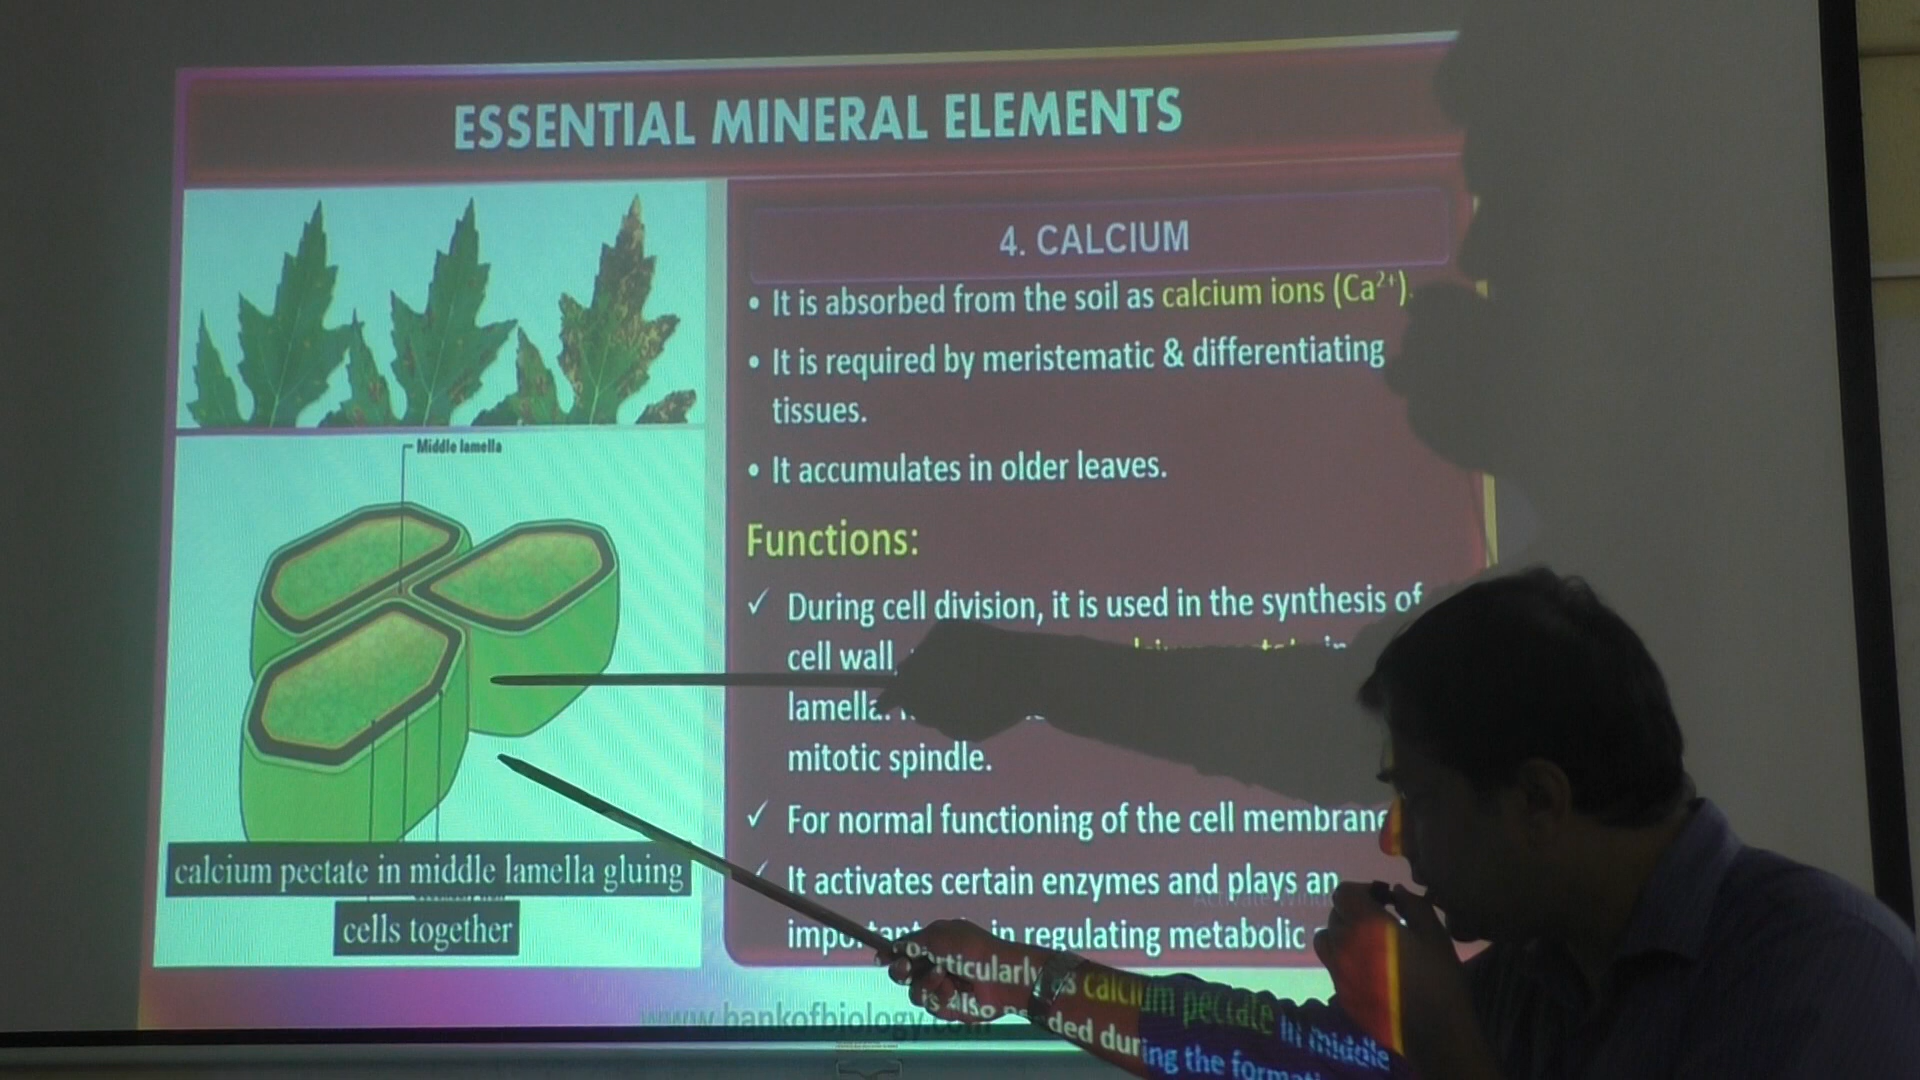 ESSENTIAL MINERAL ELEMENTS
4. CALCIUM
• It is absorbed from the soil as calcium ions (Ca²⁺).
• It is required by meristematic & differentiating
tissues.
• It accumulates in older leaves.
Functions:
✓ During cell division, it is used in the synthesis of
cell wall,
lamella.
mitotic spindle.
✓ For normal functioning of the cell membrane
✓ It activates certain enzymes and plays an
important in regulating metabolic
Middle lamella
calcium pectate in middle lamella gluing
cells together
particularly as calcium pectate in middle
is also needed during the
www.bankofbiology.com